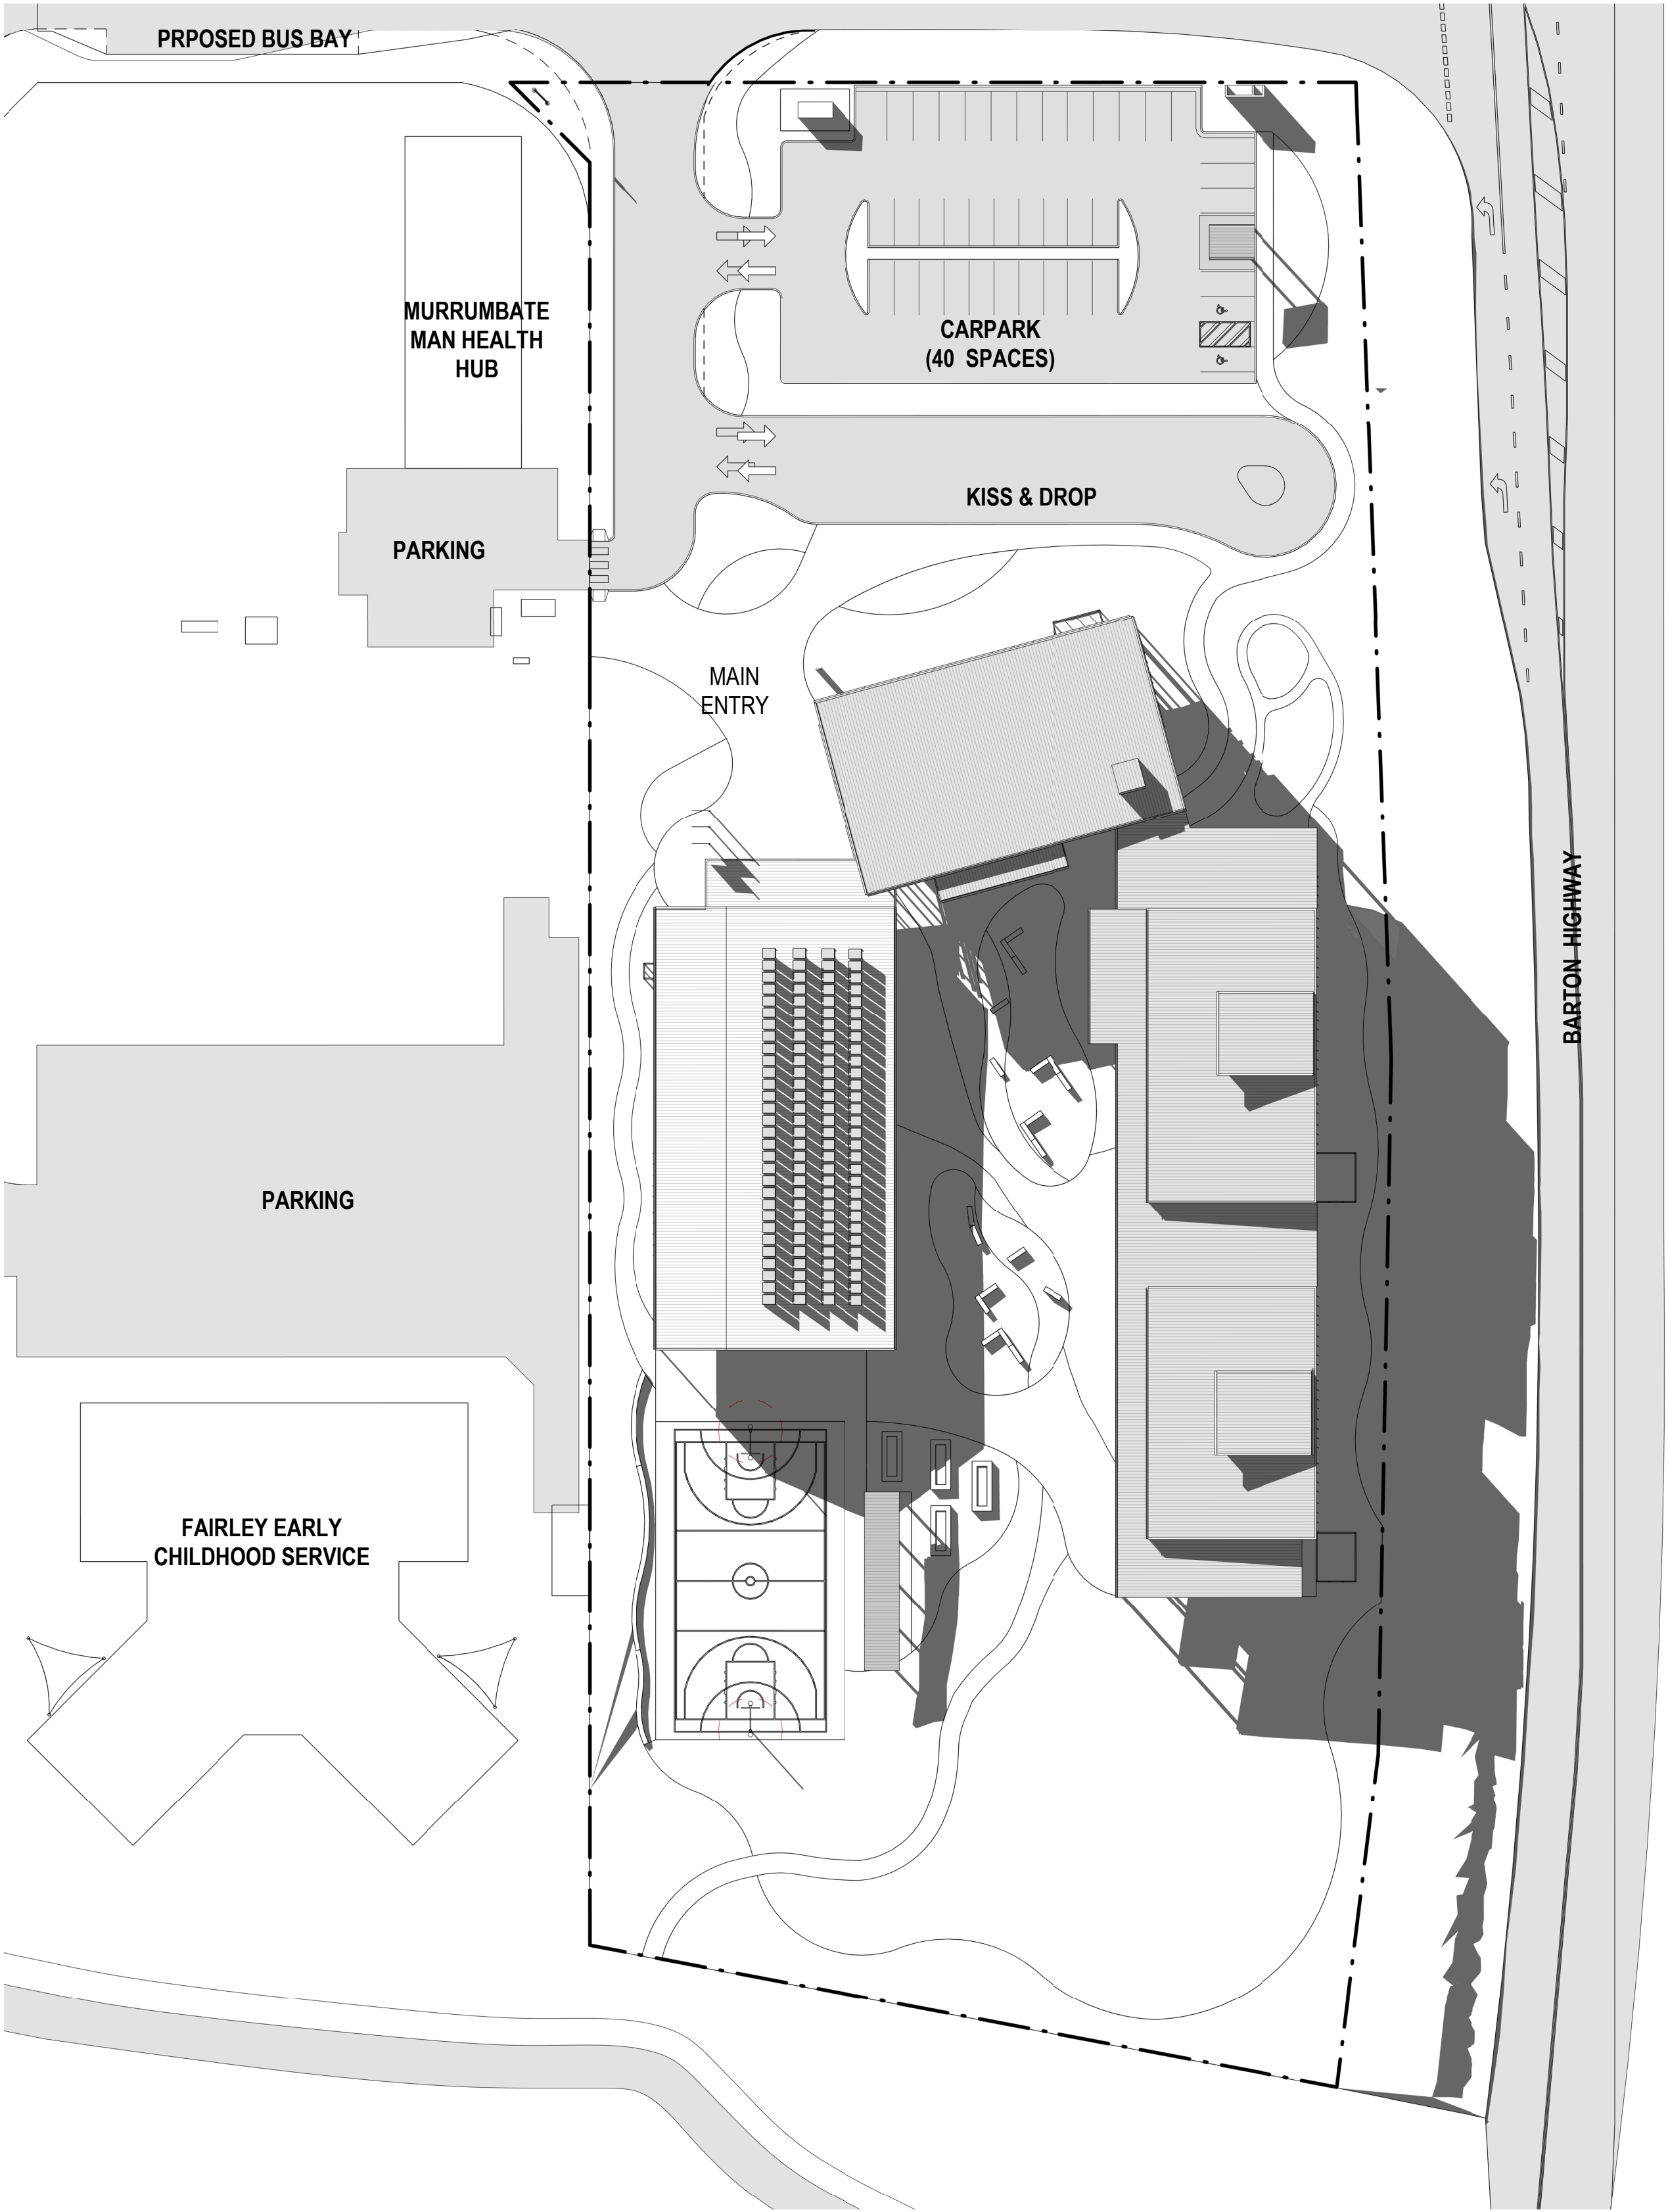 PRPOSED BUS BAY
MURRUMBATE
MAN HEALTH
HUB
CARPARK
(40 SPACES)
KISS & DROP
PARKING
MAIN
ENTRY
BARTON HIGHWAY
PARKING
FAIRLEY EARLY
CHILDHOOD SERVICE